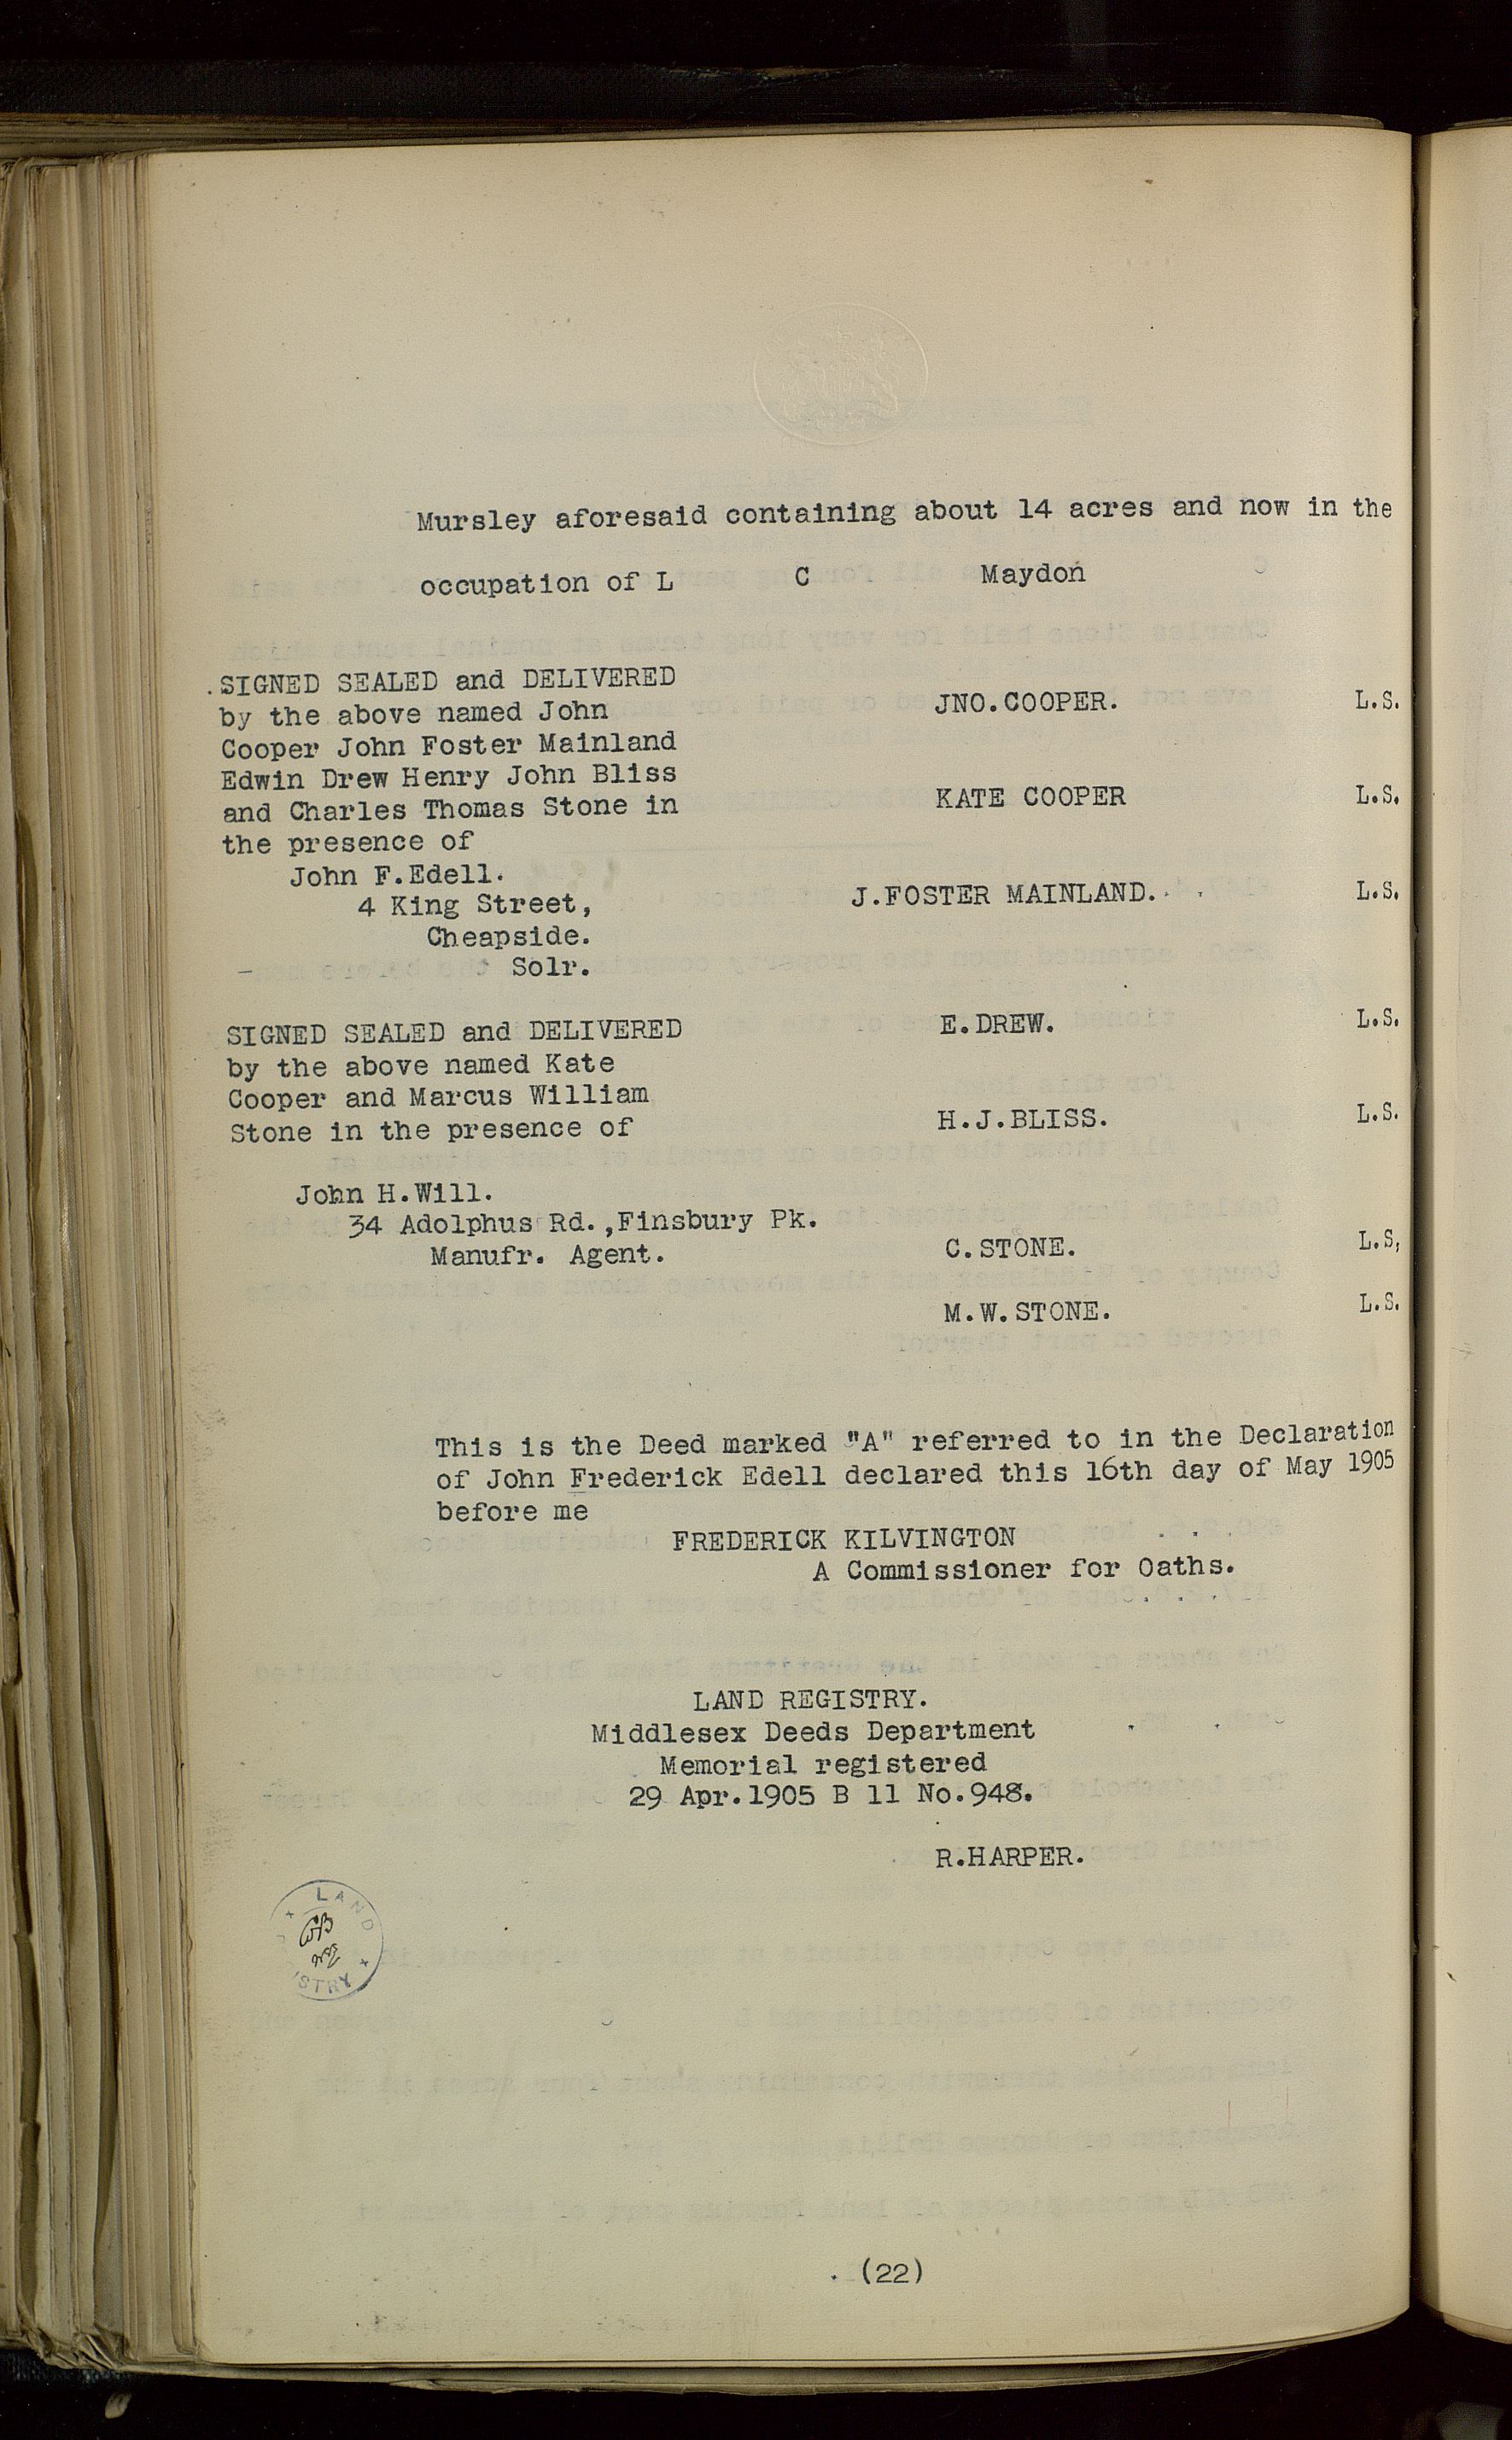 Mursley aforesaid containing about 14 acres and now in the
occupation of L C Maydon
.SIGNED SEALED and DELIVERED
by the above named John
Cooper John Foster Mainland
Edwin Drew Henry John Bliss
and Charles Thomas Stone in
the presence of
John F.Edell.
4 King Street,
Cheapside.
Solr.
JNO.COOPER. L.S.
KATE COOPER L.S.
J.FOSTER MAINLAND. L.S.
SIGNED SEALED and DELIVERED
by the above named Kate
Cooper and Marcus William
Stone in the presence of
John H.Will.
34 Adolphus Rd.,Finsbury Pk.
Manufr. Agent.
E.DREW. L.S.
H.J.BLISS. L.S.
C.STONE. L.S,
M.W.STONE. L.S.
This is the Deed marked "A" referred to in the Declaration
of John Frederick Edell declared this 16th day of May 1905
before me
FREDERICK KILVINGTON
A Commissioner for Oaths.
LAND REGISTRY.
Middlesex Deeds Department
Memorial registered
29 Apr.1905 B 11 No.948.
R.HARPER.
LAND
ISTRY
(22)